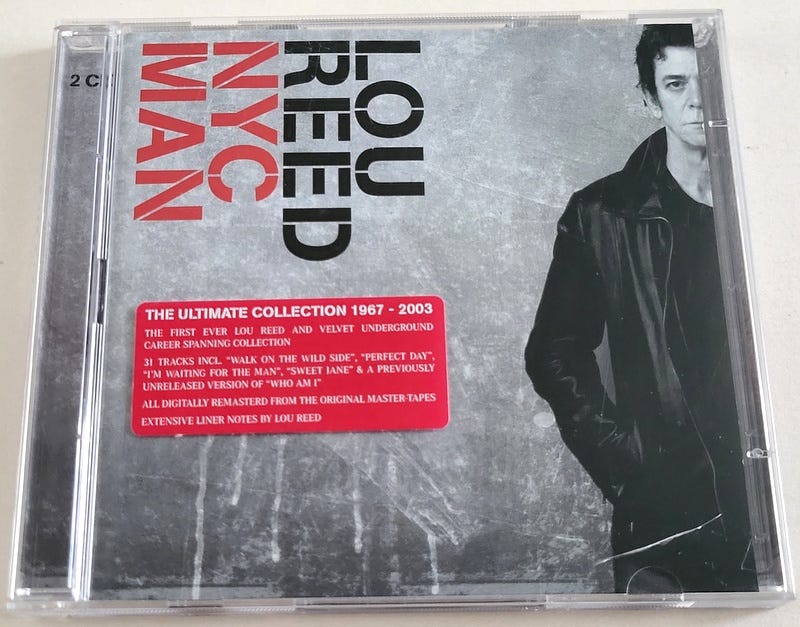 LOU
REED
NYC
MAN
2 CD
THE ULTIMATE COLLECTION 1967 - 2003
THE FIRST EVER LOU REED AND VELVET UNDERGROUND
CAREER SPANNING COLLECTION
31 TRACKS INCL. "WALK ON THE WILD SIDE", "PERFECT DAY",
"I'M WAITING FOR THE MAN", "SWEET JANE" & A PREVIOUSLY
UNRELEASED VERSION OF "WHO AM I"
ALL DIGITALLY REMASTERD FROM THE ORIGINAL MASTER-TAPES
EXTENSIVE LINER NOTES BY LOU REED